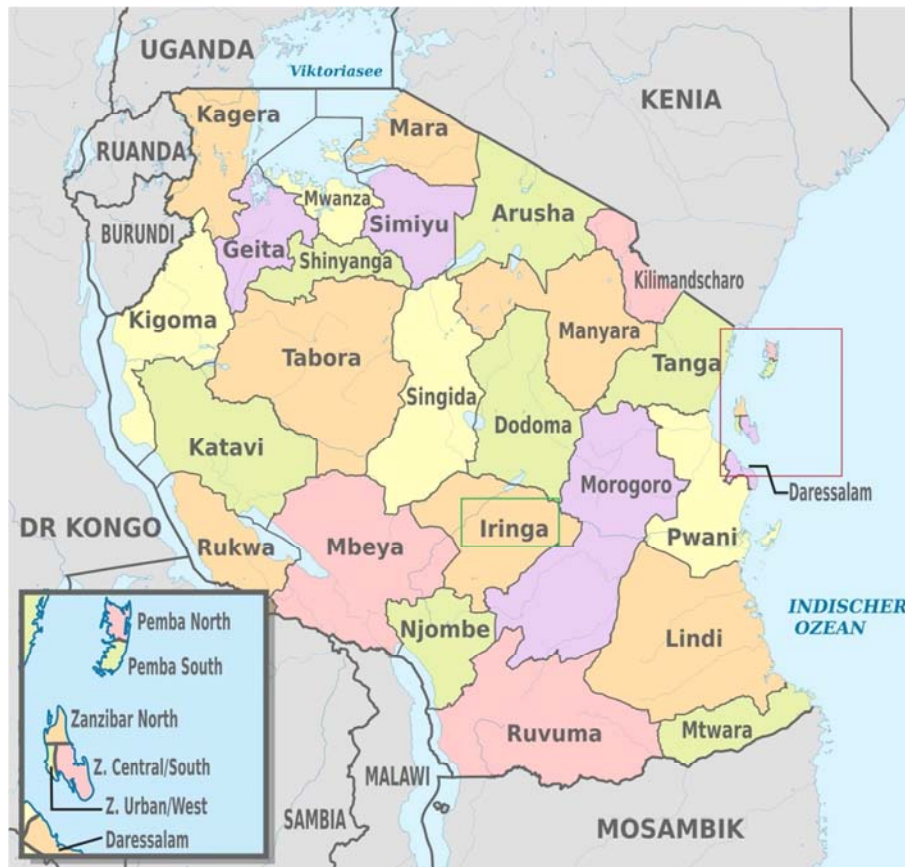 UGANDA
Viktoriasee
KENIA
Kagera
Mara
RUANDA
Mwanza
Arusha
BURUNDI
Geita
Simiyu
Shinyanga
Kilimandscharo
Kigoma
Manyara
Tabora
Tanga
Singida
Dodoma
Katavi
Morogoro
Daressalam
DR KONGO
Iringa
Pwani
Rukwa
Mbeya
INDISCHER
OZEAN
Njombe
Lindi
Ruvuma
Mtwara
MALAWI
SAMBIA
MOSAMBIK
Pemba North
Pemba South
Zanzibar North
Z. Central/South
Z. Urban/West
Daressalam